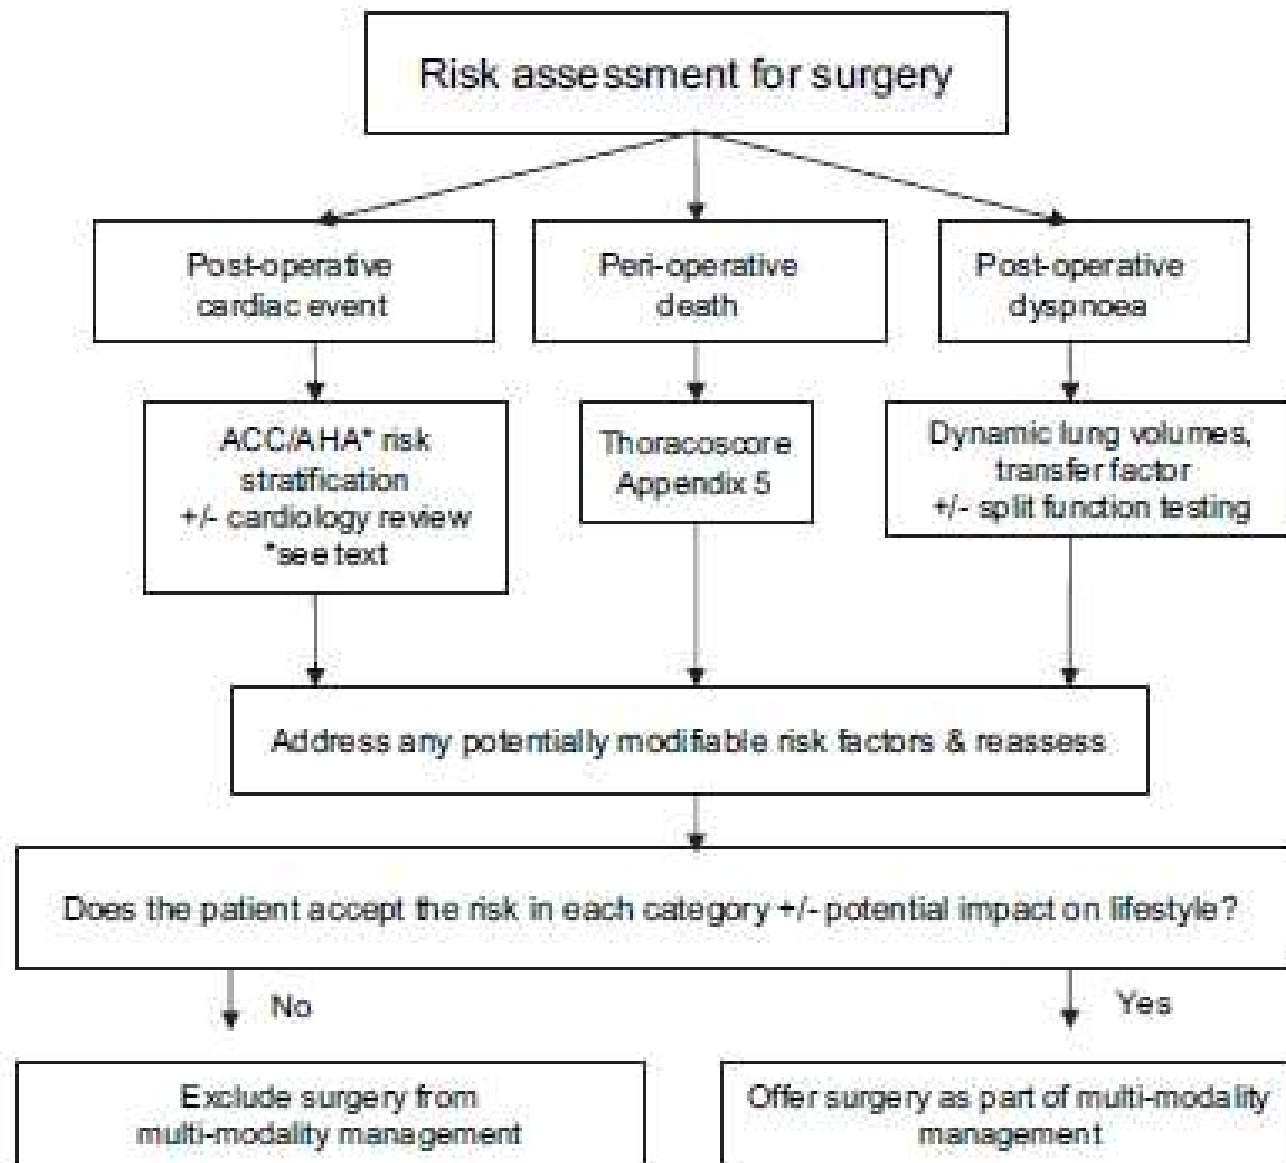 Risk assessment for surgery
Post-operative
cardiac event
Peri-operative
death
Post-operative
dyspnoea
ACC/AHA* risk
stratification
+/- cardiology review
*see text
Thoracoscore
Appendix 5
Dynamic lung volumes,
transfer factor
+/- split function testing
Address any potentially modifiable risk factors & reassess
Does the patient accept the risk in each category +/- potential impact on lifestyle?
No
Yes
Exclude surgery from
multi-modality management
Offer surgery as part of multi-modality
management